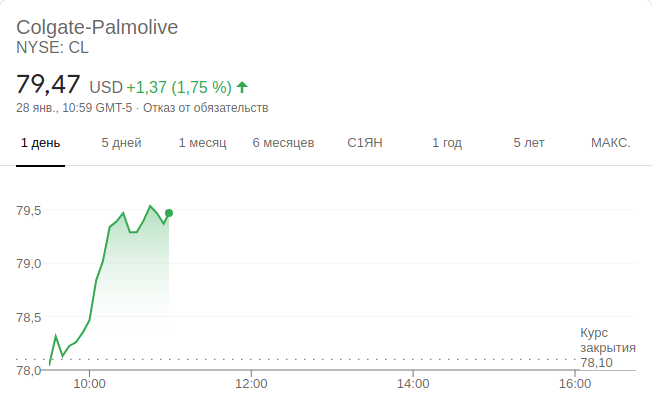 Colgate-Palmolive
NYSE: CL
79,47 USD +1,37 (1,75 %)
28 янв., 10:59 GMT-5 · Отказ от обязательств
1 день 5 дней 1 месяц 6 месяцев С1ЯН 1 год 5 лет МАКС.
79,5
79,0
78,5
Курс
закрытия
78,10
78,0
10:00 12:00 14:00 16:00